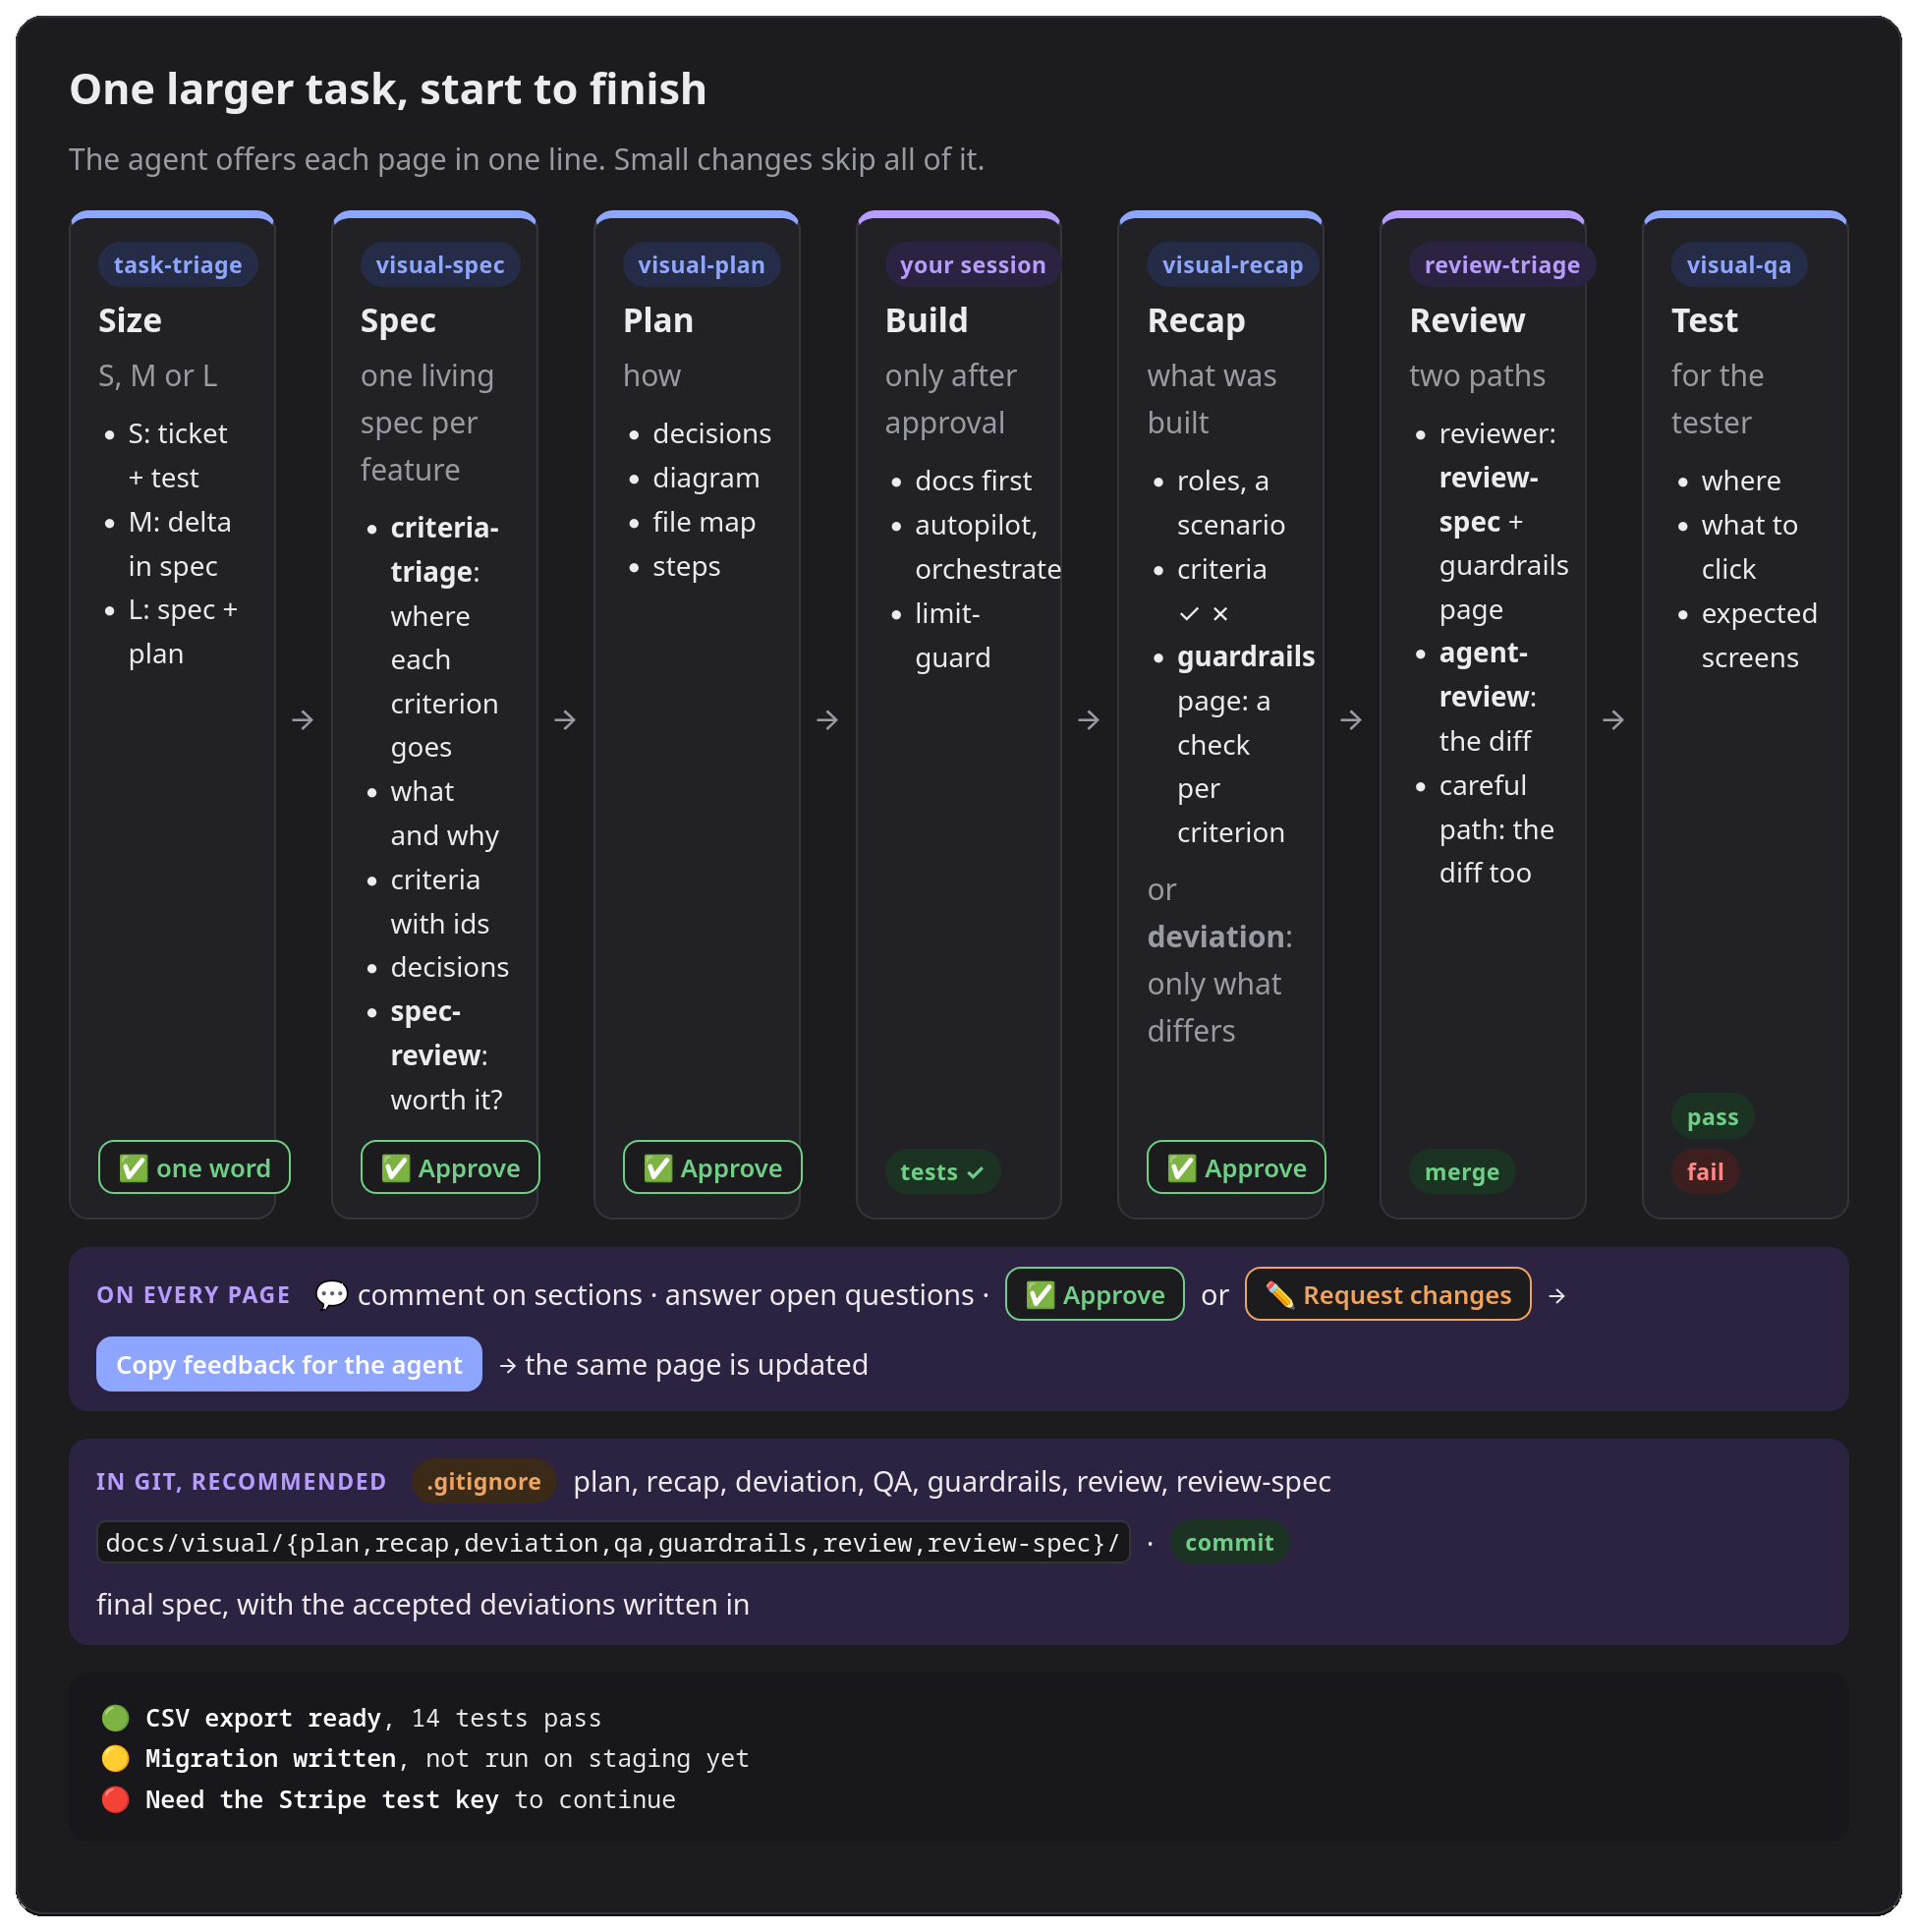 One larger task, start to finish
The agent offers each page in one line. Small changes skip all of it.
task-triage
Size
S, M or L
• S: ticket
+ test
• M: delta
in spec
• L: spec +
plan
✅ one word
→
visual-spec
Spec
one living
spec per
feature
• criteria-
triage:
where
each
criterion
goes
• what
and why
• criteria
with ids
• decisions
• spec-
review:
worth it?
✅ Approve
→
visual-plan
Plan
how
• decisions
• diagram
• file map
• steps
✅ Approve
→
your session
Build
only after
approval
• docs first
• autopilot,
orchestrate
• limit-
guard
tests ✓
→
visual-recap
Recap
what was
built
• roles, a
scenario
• criteria
✓ ×
• guardrails
page: a
check
per
criterion
or
deviation:
only what
differs
✅ Approve
→
review-triage
Review
two paths
• reviewer:
review-
spec +
guardrails
page
• agent-
review:
the diff
• careful
path: the
diff too
merge
→
visual-qa
Test
for the
tester
• where
• what to
click
• expected
screens
pass
fail
ON EVERY PAGE 💬 comment on sections · answer open questions · ✅ Approve or ✏️ Request changes →
Copy feedback for the agent → the same page is updated
IN GIT, RECOMMENDED .gitignore plan, recap, deviation, QA, guardrails, review, review-spec
docs/visual/{plan,recap,deviation,qa,guardrails,review,review-spec}/ · commit
final spec, with the accepted deviations written in
🟢 CSV export ready, 14 tests pass
🟡 Migration written, not run on staging yet
🔴 Need the Stripe test key to continue